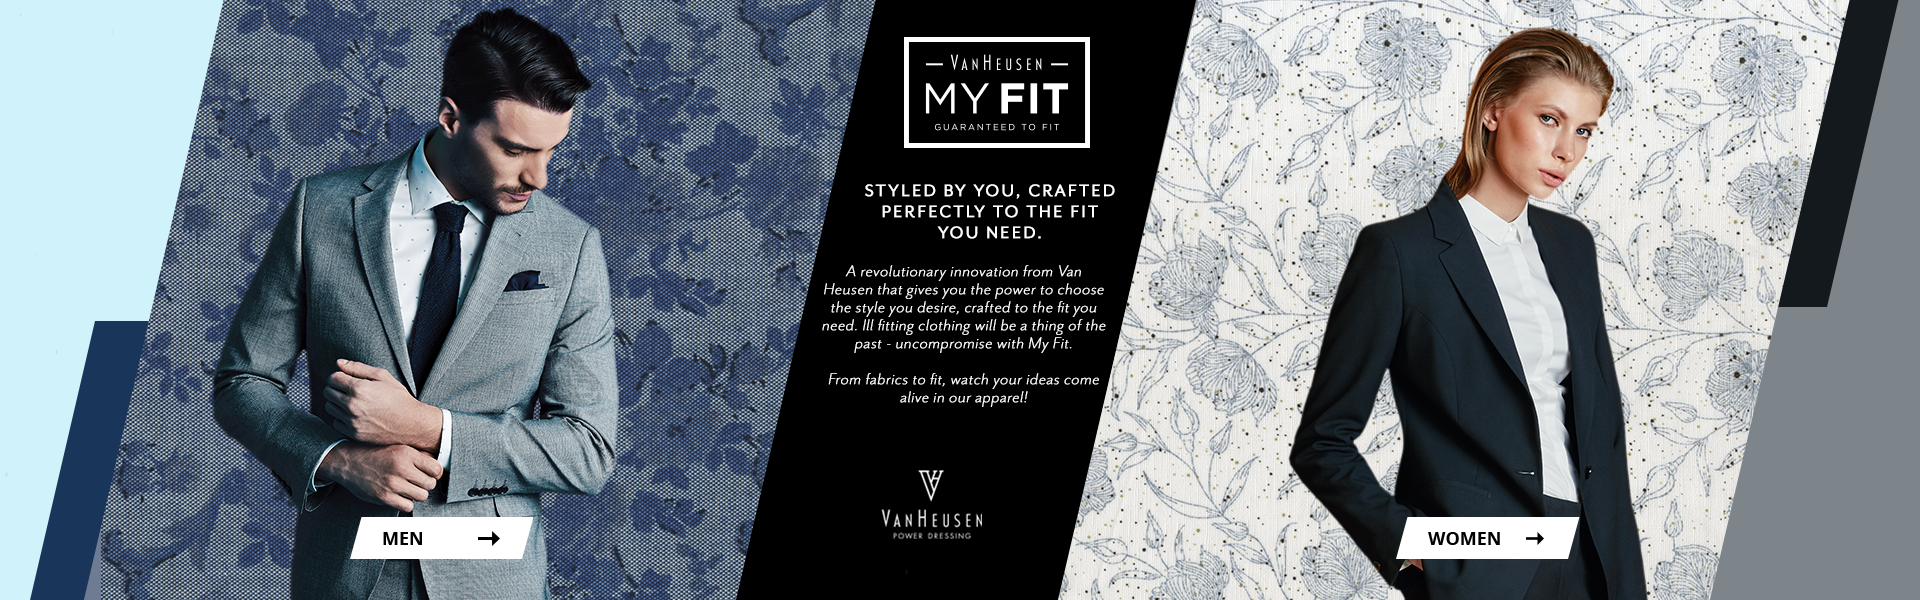 VANHEUSEN
MY FIT
GUARANTEED TO FIT
STYLED BY YOU, CRAFTED
PERFECTLY TO THE FIT
YOU NEED.
A revolutionary innovation from Van
Heusen that gives you the power to choose
the style you desire, crafted to the fit you
need. Ill fitting clothing will be a thing of the
past - uncompromise with My Fit.
From fabrics to fit, watch your ideas come
alive in our apparel!
VANHEUSEN
POWER DRESSING
MEN
WOMEN